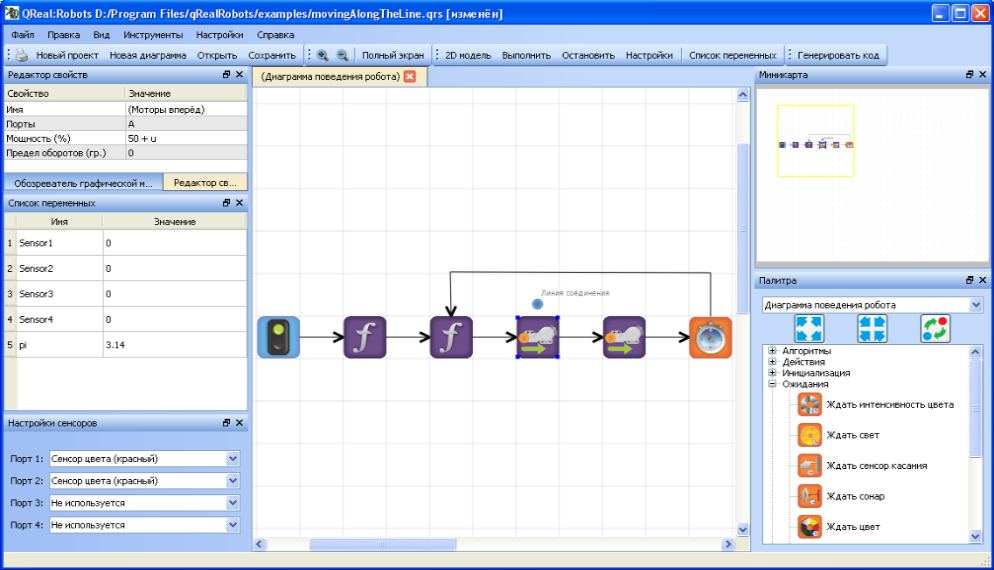 QReal:Robots D:/Program Files/qRealRobots/examples/movingAlongTheLine.qrs [изменён]
Файл Правка Вид Инструменты Настройки Справка
Новый проект Новая диаграмма Открыть Сохранить Полный экран 2D модель Выполнить Остановить Настройки Список переменных Генерировать код
Редактор свойств
Свойство Значение
Имя (Моторы вперёд)
Порты A
Мощность (%) 50 + u
Предел оборотов (гр.) 0
Обозреватель графической м... Редактор св...
Список переменных
Имя Значение
1 Sensor1 0
2 Sensor2 0
3 Sensor3 0
4 Sensor4 0
5 pi 3.14
Настройки сенсоров
Порт 1: Сенсор цвета (красный)
Порт 2: Сенсор цвета (красный)
Порт 3: Не используется
Порт 4: Не используется
(Диаграмма поведения робота)
Линия соединения
f f
Миникарта
Палитра
Диаграмма поведения робота
Алгоритмы
Действия
Инициализация
Ожидания
Ждать интенсивность цвета
Ждать свет
Ждать сенсор касания
Ждать сонар
Ждать цвет